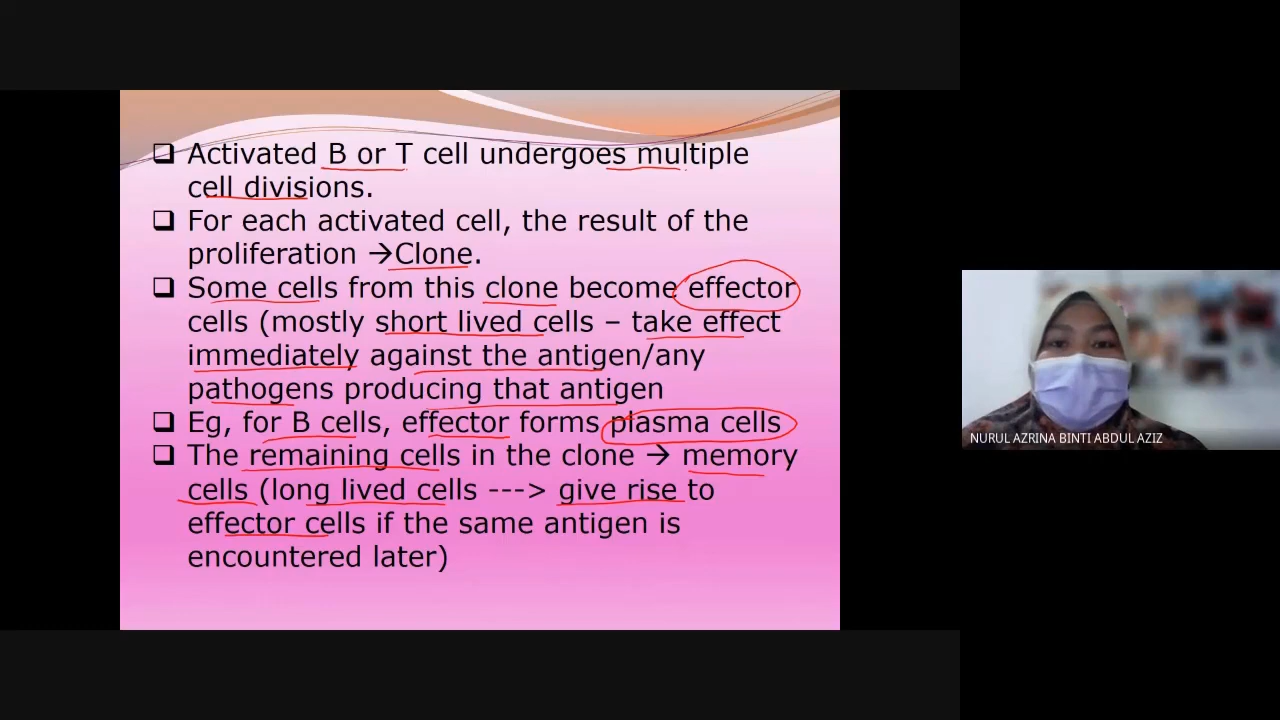 ❑ Activated B or T cell undergoes multiple
cell divisions.
❑ For each activated cell, the result of the
proliferation →Clone.
❑ Some cells from this clone become effector
cells (mostly short lived cells – take effect
immediately against the antigen/any
pathogens producing that antigen
❑ Eg, for B cells, effector forms plasma cells
❑ The remaining cells in the clone → memory
cells (long lived cells ---> give rise to
effector cells if the same antigen is
encountered later)
NURUL AZRINA BINTI ABDUL AZIZ